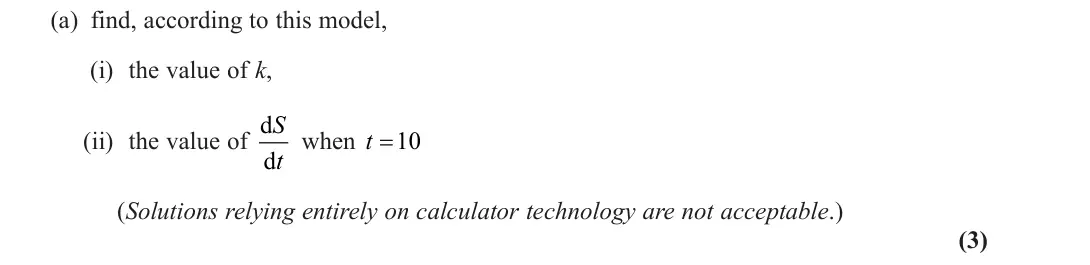 (a) find, according to this model,
(i) the value of k,
(ii) the value of dS/dt when t = 10
(Solutions relying entirely on calculator technology are not acceptable.)
(3)